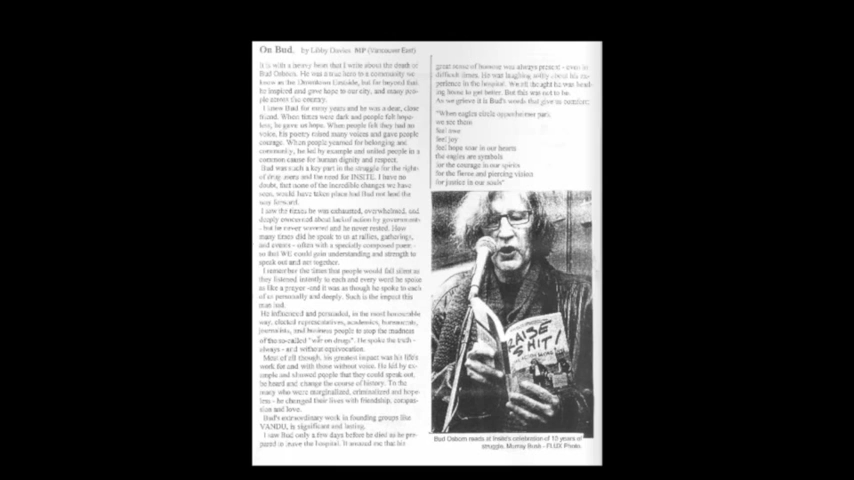 On Bud, by Libby Davies MP (Vancouver East)
It is with a heavy heart that I write about the death of
Bud Osborn. He was a true hero to a community we
know as the Downtown Eastside, but far beyond that
he inspired and gave hope to our city, and many peo-
ple across the country.
I knew Bud for many years and he was a dear, close
friend. When times were dark and people felt hope-
less, he gave us hope. When people felt they had no
voice, his poetry raised many voices and gave people
courage. When people yearned for belonging and
community, he led by example and united people in a
common cause for human dignity and respect.
Bud was such a key part in the struggle for the rights
of drug users and the need for INSITE. I have no
doubt, that none of the incredible changes we have
seen, would have taken place had Bud not lead the
way forward.
I saw the times he was exhausted, overwhelmed, and
deeply concerned about lack of action by governments
- but he never wavered and he never rested. How
many times did he speak to us at rallies, gatherings,
and events - often with a specially composed poem -
so that WE could gain understanding and strength to
speak out and act together.
I remember the times that people would fall silent as
they listened intently to each and every word he spoke
as like a prayer - and it was as though he spoke to each
of us personally and deeply. Such is the impact this
man had.
He influenced and persuaded, in the most honourable
way, elected representatives, academics, bureaucrats,
journalists, and business people to stop the madness
of the so-called "war on drugs". He spoke the truth -
always - and without equivocation.
Most of all though, his greatest impact was his life's
work for and with those without voice. He led by ex-
ample and showed people that they could speak out,
be heard and change the course of history. To the
many who were marginalized, criminalized and hope-
less - he changed their lives with friendship, compas-
sion and love.
Bud's extraordinary work in founding groups like
VANDU, is significant and lasting.
I saw Bud only a few days before he died as he pre-
pared to leave the hospital. It amazed me that his
great sense of humour was always present - even in
difficult times. He was laughing wryly about his ex-
perience in the hospital. We all thought he was head-
ing home to get better. But this was not to be.
As we grieve it is Bud's words that give us comfort:
"When eagles circle oppenheimer park
we see them
feel awe
feel joy
feel hope soar in our hearts
the eagles are symbols
for the courage in our spirits
for the fierce and piercing vision
for justice in our souls"
RAISE
SHIT!
Bud Osborn reads at Insite's celebration of 10 years of
struggle. Murray Bush - FLUX Photo.